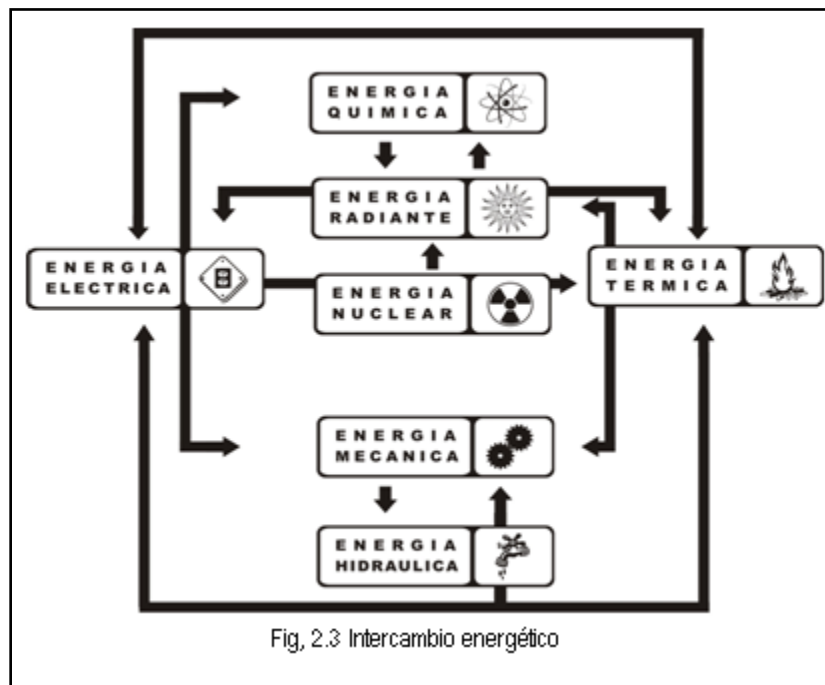 ENERGIA
QUIMICA
ENERGIA
RADIANTE
ENERGIA
ELECTRICA
ENERGIA
NUCLEAR
ENERGIA
TERMICA
ENERGIA
MECANICA
ENERGIA
HIDRAULICA
Fig, 2.3 Intercambio energético